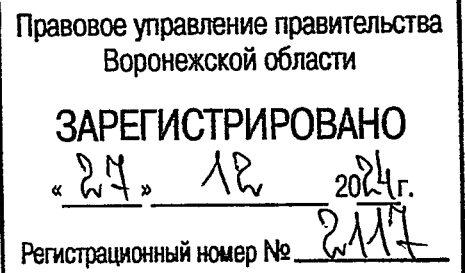 Правовое управление правительства
Воронежской области
ЗАРЕГИСТРИРОВАНО
« 27 » 12 2024 г.
Регистрационный номер № 2117